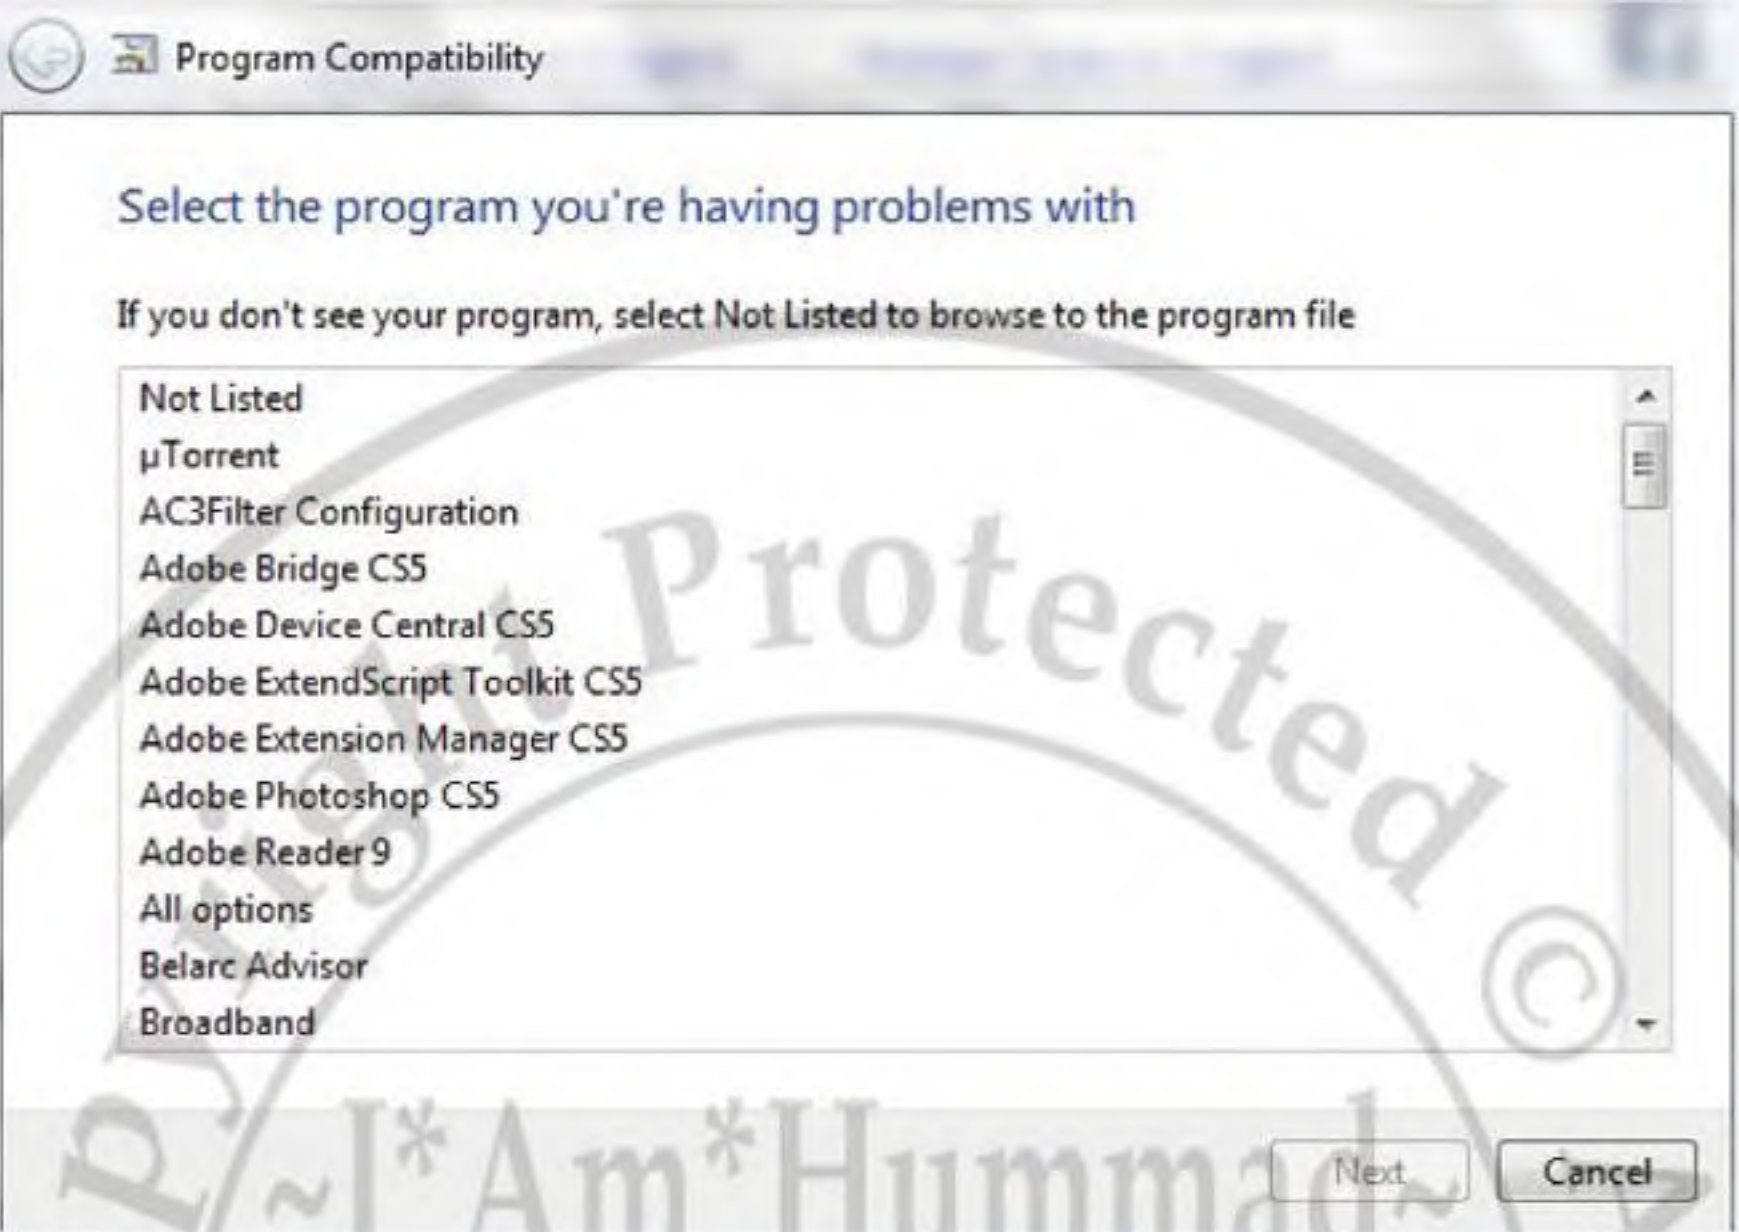 Program Compatibility
Select the program you're having problems with
If you don't see your program, select Not Listed to browse to the program file
Not Listed
µTorrent
AC3Filter Configuration
Adobe Bridge CS5
Adobe Device Central CS5
Adobe ExtendScript Toolkit CS5
Adobe Extension Manager CS5
Adobe Photoshop CS5
Adobe Reader 9
All options
Belarc Advisor
Broadband
Next
Cancel
pyright Protected ©
~I*Am*Hummad~